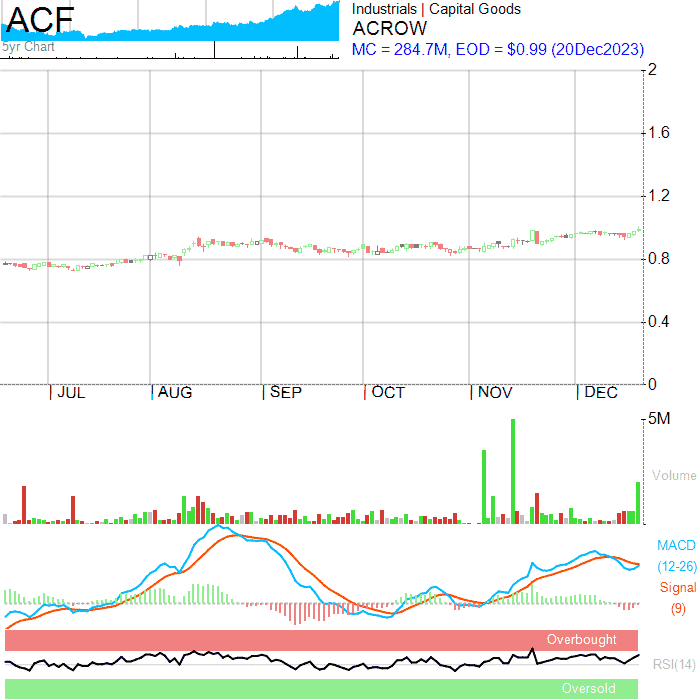 ACF
5yr Chart
Industrials | Capital Goods
ACROW
MC = 284.7M, EOD = $0.99 (20Dec2023)
2
1.6
1.2
0.8
0.4
0
JUL
AUG
SEP
OCT
NOV
DEC
5M
Volume
MACD
(12-26)
Signal
(9)
Overbought
RSI(14)
Oversold